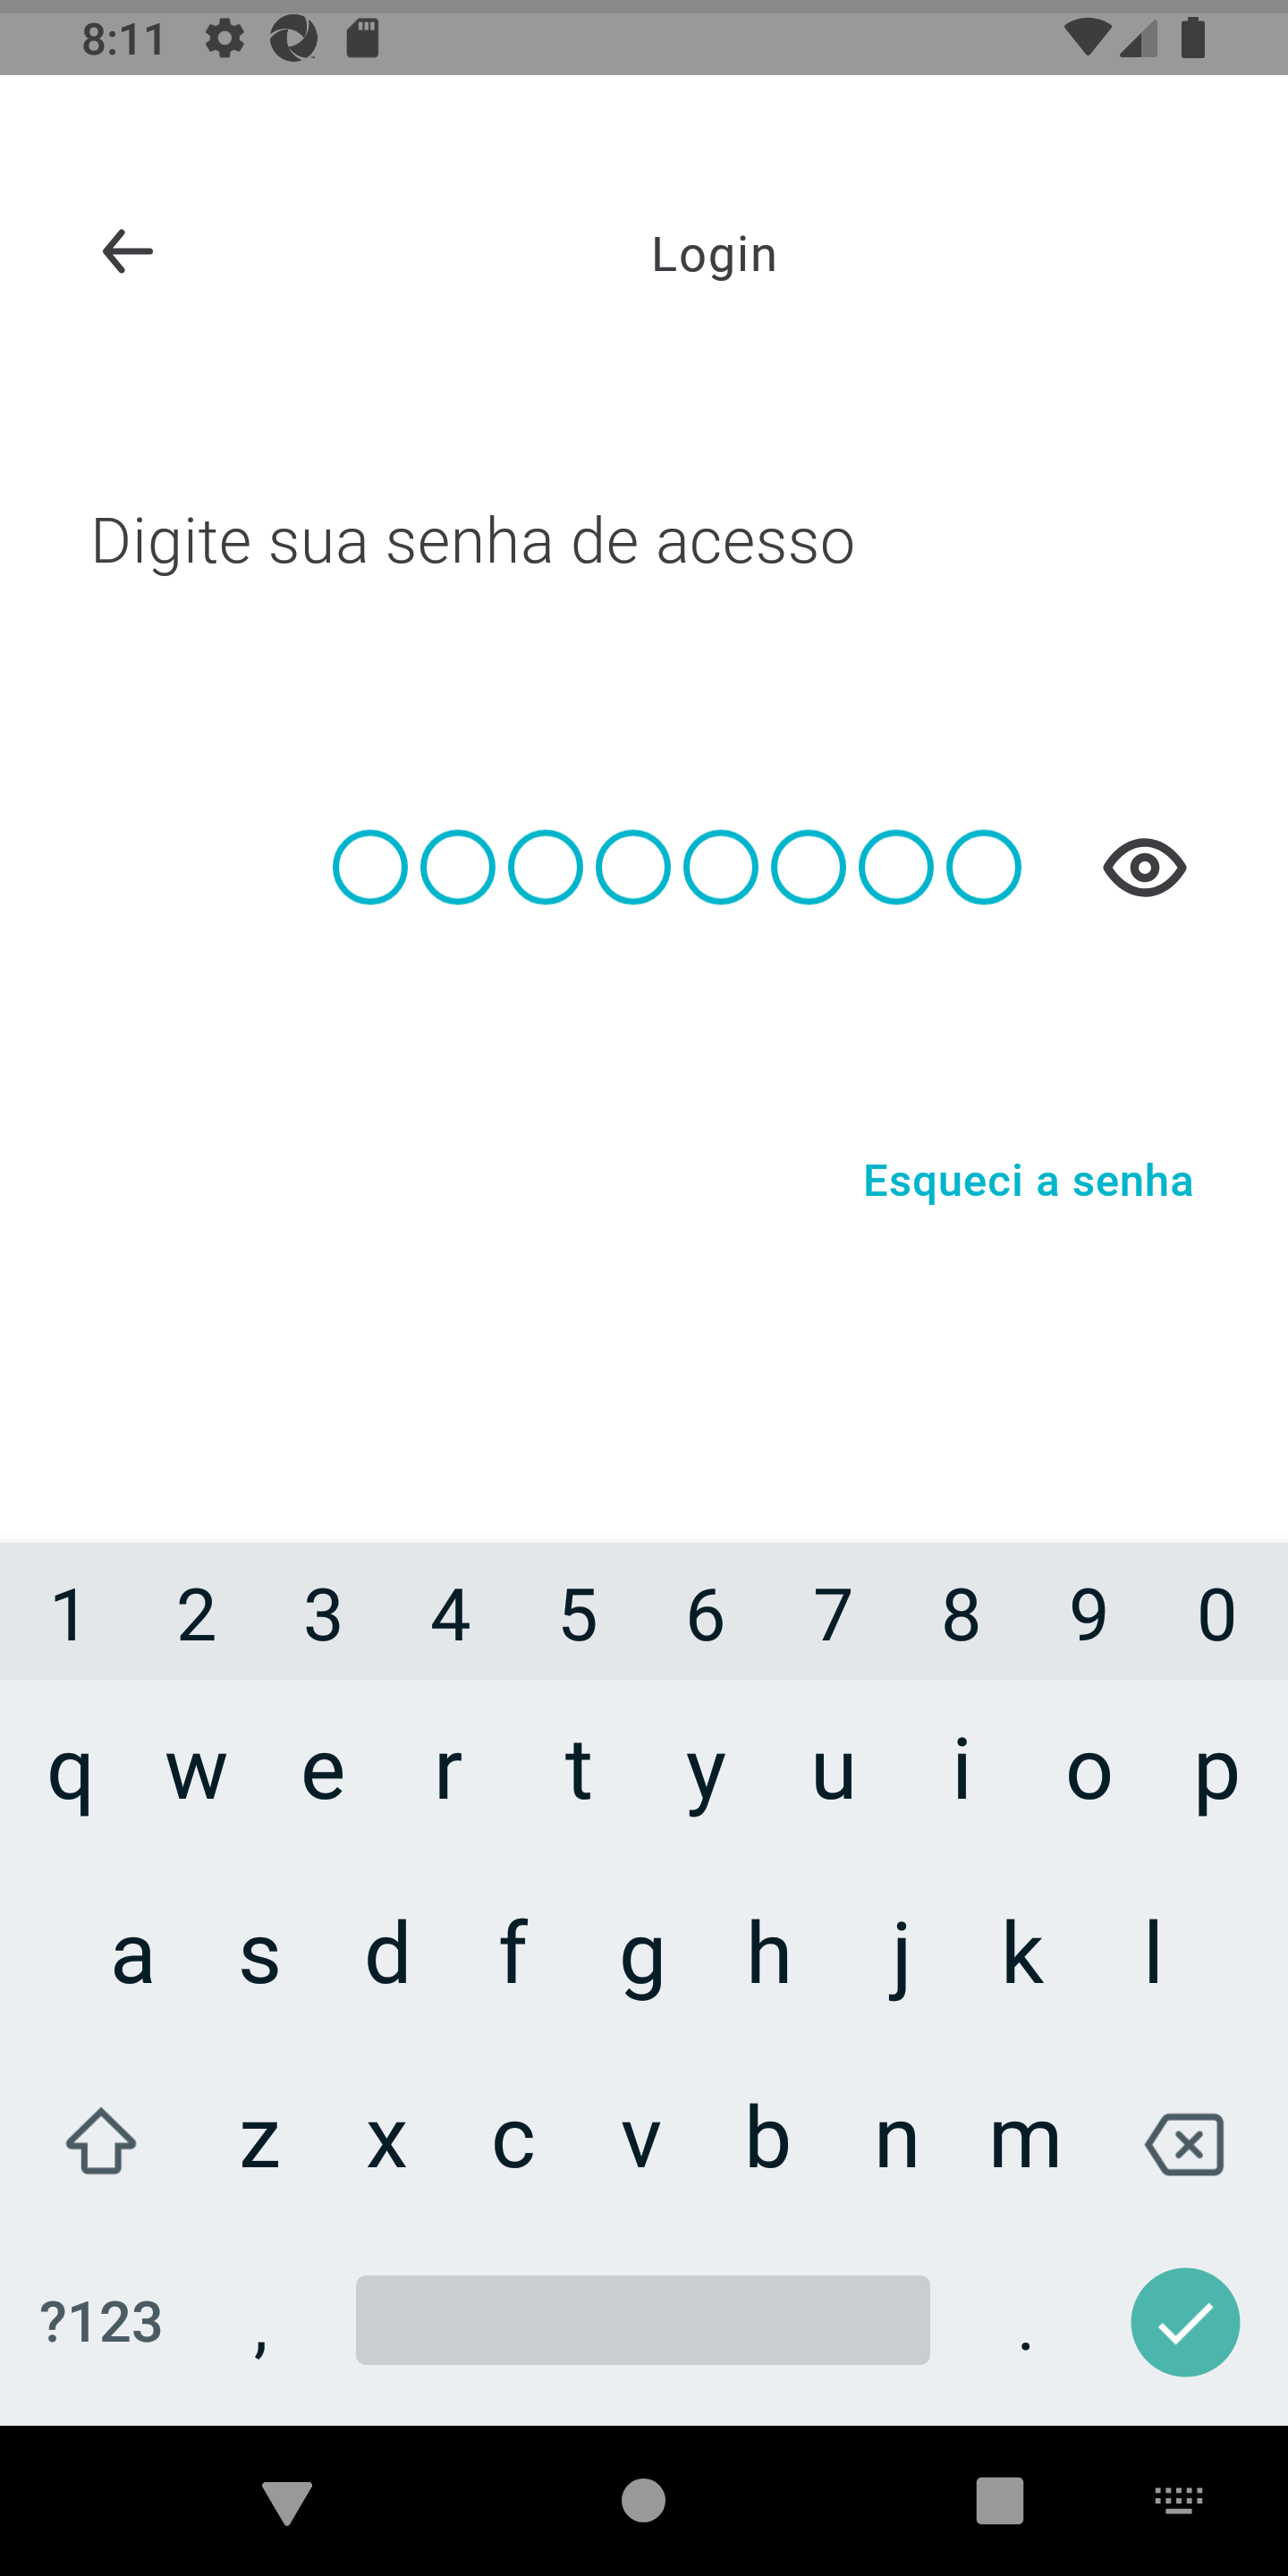 8:11
Login
Digite sua senha de acesso
Esqueci a senha
1 2 3 4 5 6 7 8 9 0
q w e r t y u i o p
a s d f g h j k l
z x c v b n m
?123 , .